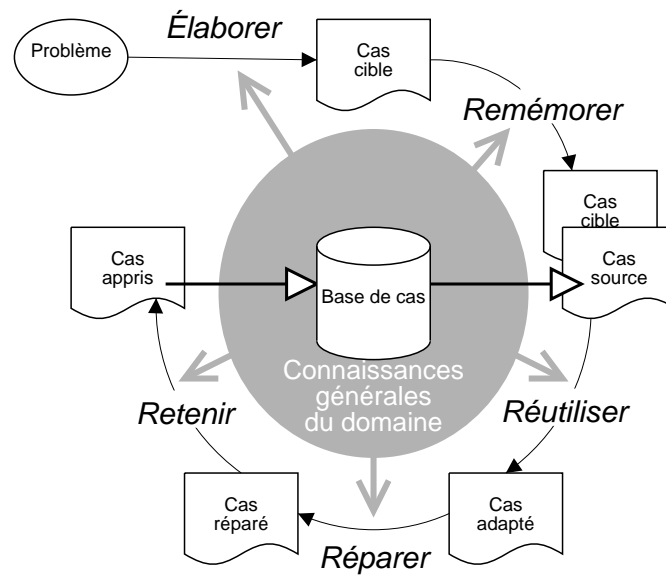 Élaborer
Problème
Cas
cible
Remémorer
Cas
cible
Cas
source
Cas
appris
Base de cas
Connaissances
générales
du domaine
Retenir
Réutiliser
Cas
réparé
Cas
adapté
Réparer